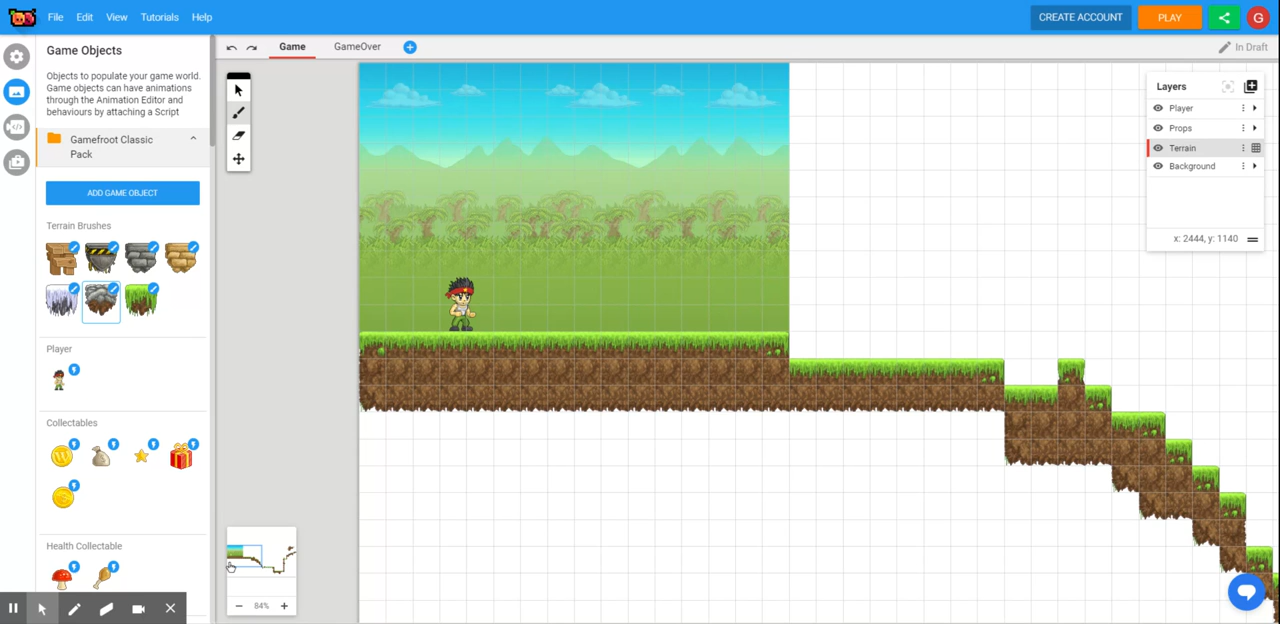 File Edit View Tutorials Help
CREATE ACCOUNT PLAY G
Game Objects
Game GameOver
In Draft
Objects to populate your game world.
Game objects can have animations
through the Animation Editor and
behaviours by attaching a Script
Gamefroot Classic
Pack
ADD GAME OBJECT
Terrain Brushes
Player
Collectables
Health Collectable
Layers
Player
Props
Terrain
Background
x: 2444, y: 1140
84%